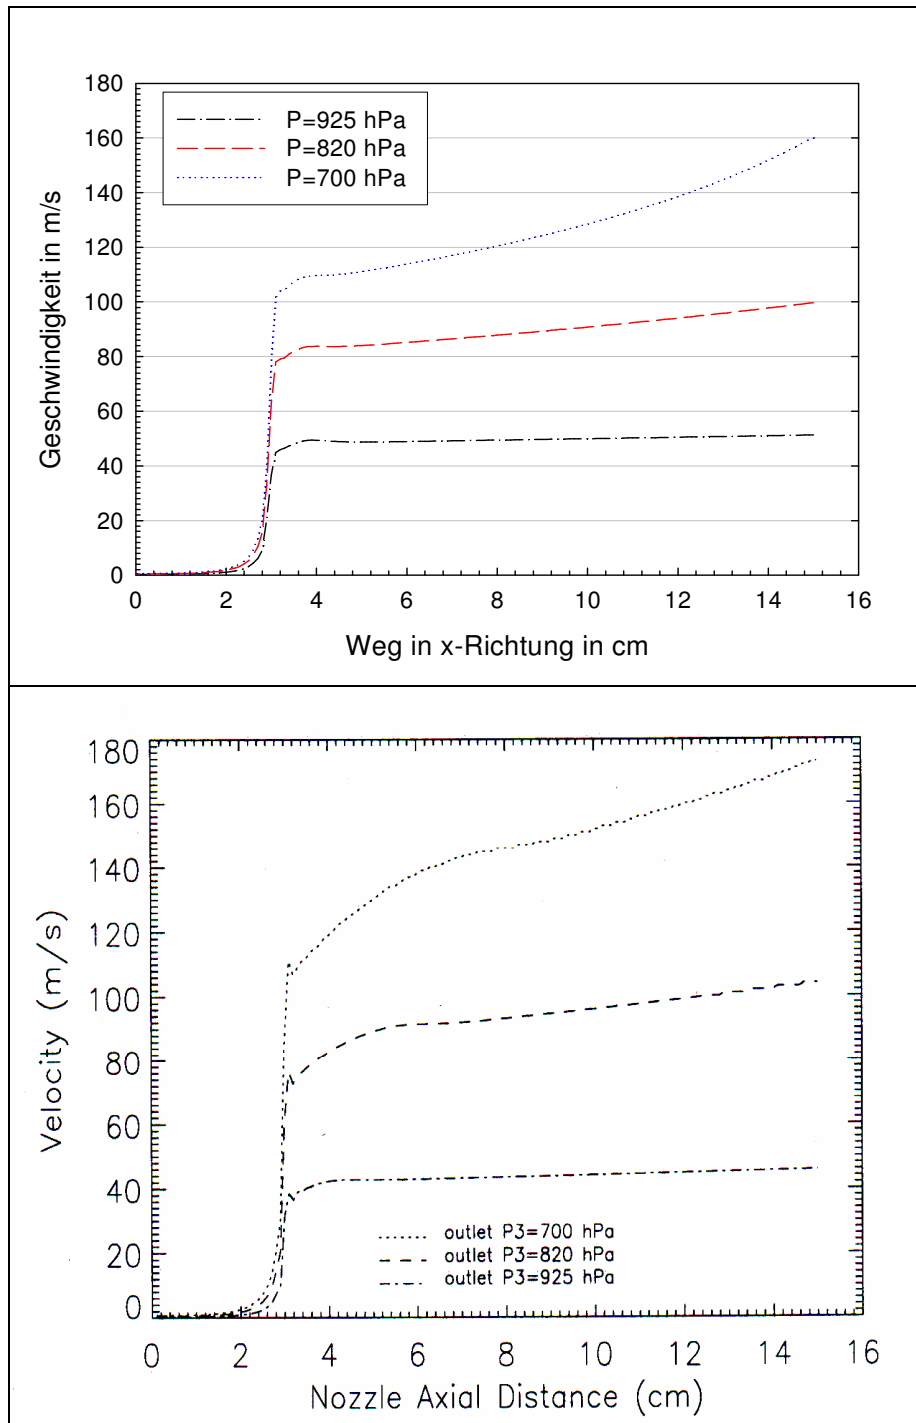 180
160
140
120
100
80
60
40
20
0
Geschwindigkeit in m/s
P=925 hPa
P=820 hPa
P=700 hPa
0 2 4 6 8 10 12 14 16
Weg in x-Richtung in cm
180
160
140
120
100
80
60
40
20
0
Velocity (m/s)
outlet P3=700 hPa
outlet P3=820 hPa
outlet P3=925 hPa
0 2 4 6 8 10 12 14 16
Nozzle Axial Distance (cm)